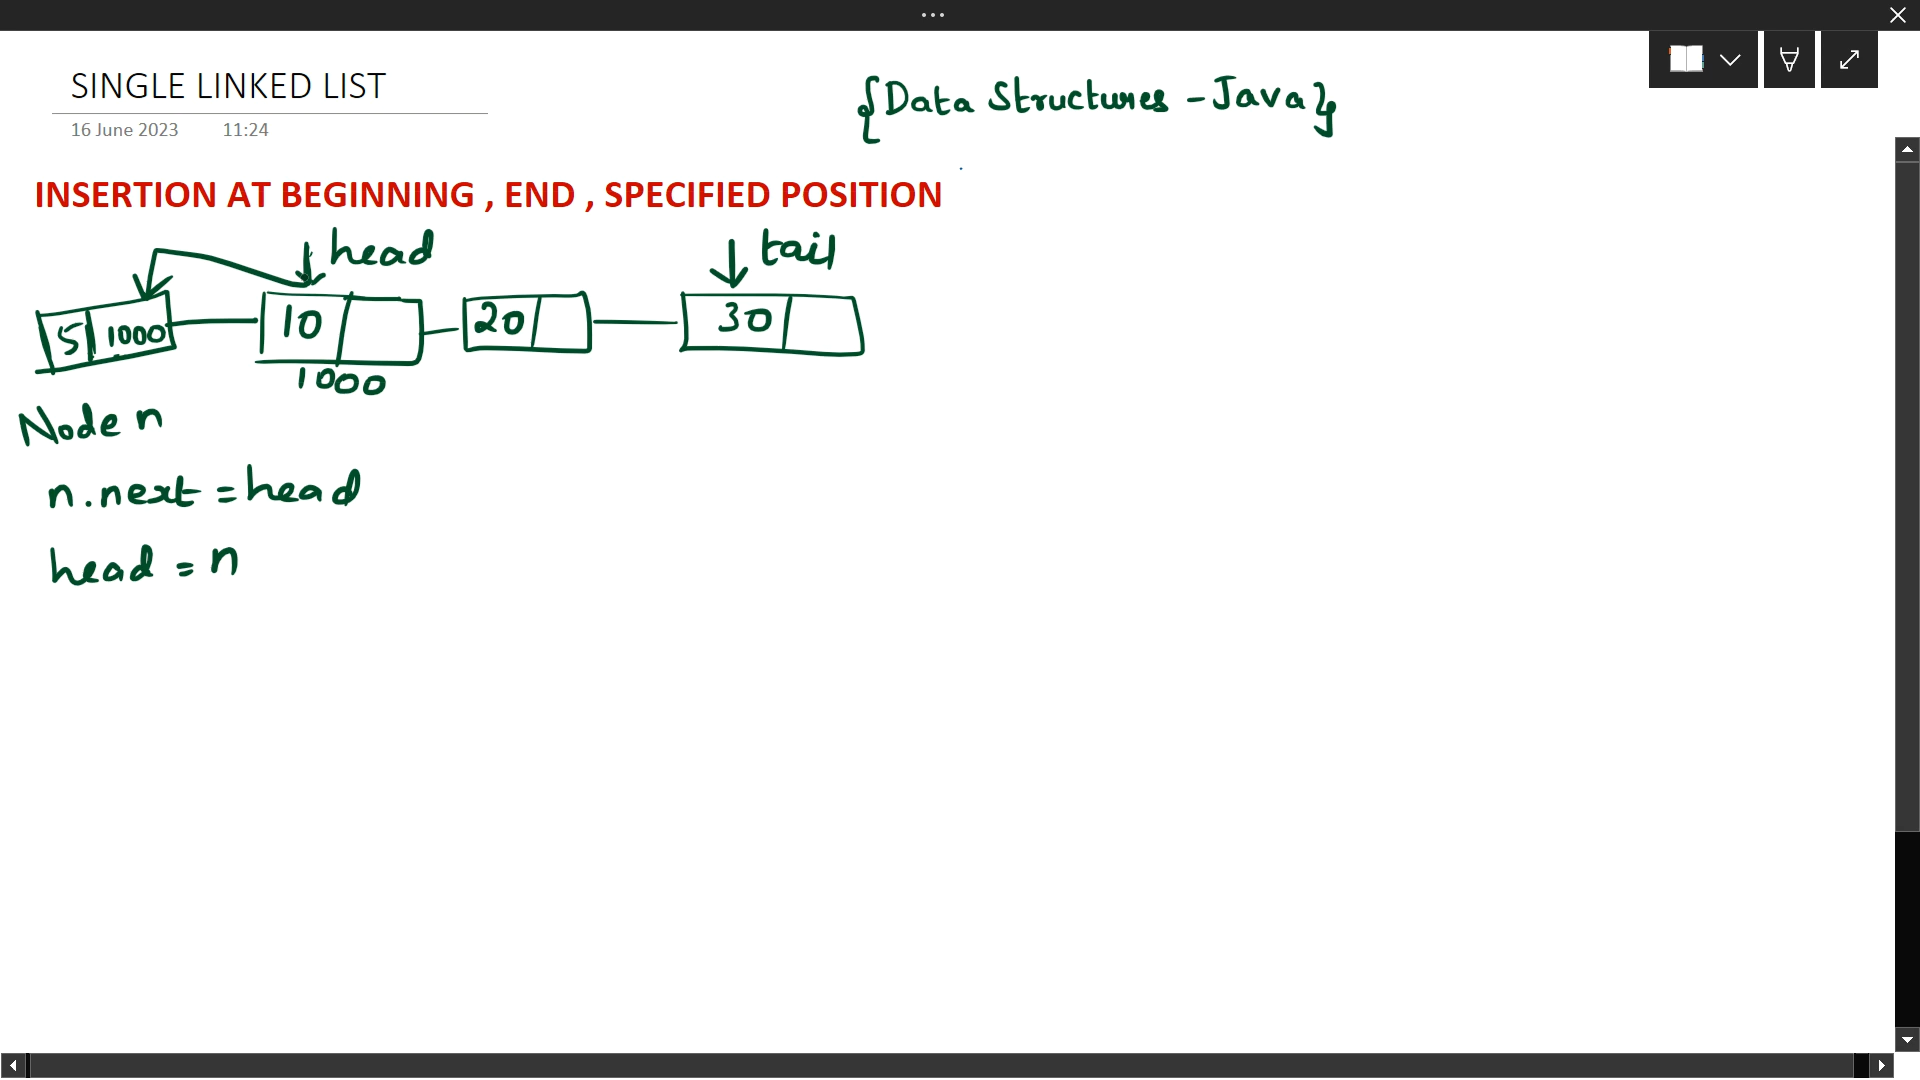 SINGLE LINKED LIST
{Data Structures - Java}
16 June 2023 11:24
INSERTION AT BEGINNING , END , SPECIFIED POSITION
head
tail
5 1000 10 20 30
1000
Node n
n.next = head
head = n